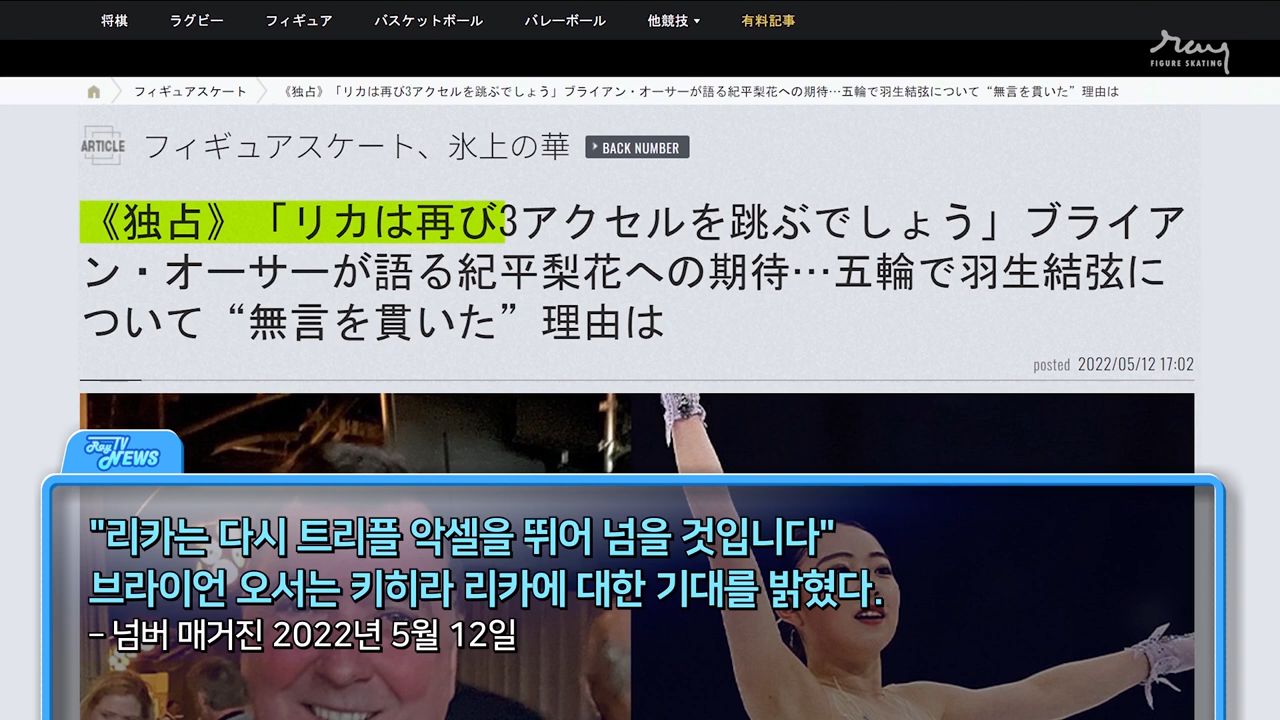 将棋 ラグビー フィギュア バスケットボール バレーボール 他競技 有料記事
ray
FIGURE SKATING
フィギュアスケート 《独占》「リカは再び3アクセルを跳ぶでしょう」ブライアン・オーサーが語る紀平梨花への期待…五輪で羽生結弦について“無言を貫いた”理由は
ARTICLE フィギュアスケート、氷上の華 BACK NUMBER
《独占》「リカは再び3アクセルを跳ぶでしょう」ブライア
ン・オーサーが語る紀平梨花への期待…五輪で羽生結弦に
ついて“無言を貫いた”理由は
posted 2022/05/12 17:02
RayTV
NEWS
"리카는 다시 트리플 악셀을 뛰어 넘을 것입니다"
브라이언 오서는 키히라 리카에 대한 기대를 밝혔다.
– 넘버 매거진 2022년 5월 12일